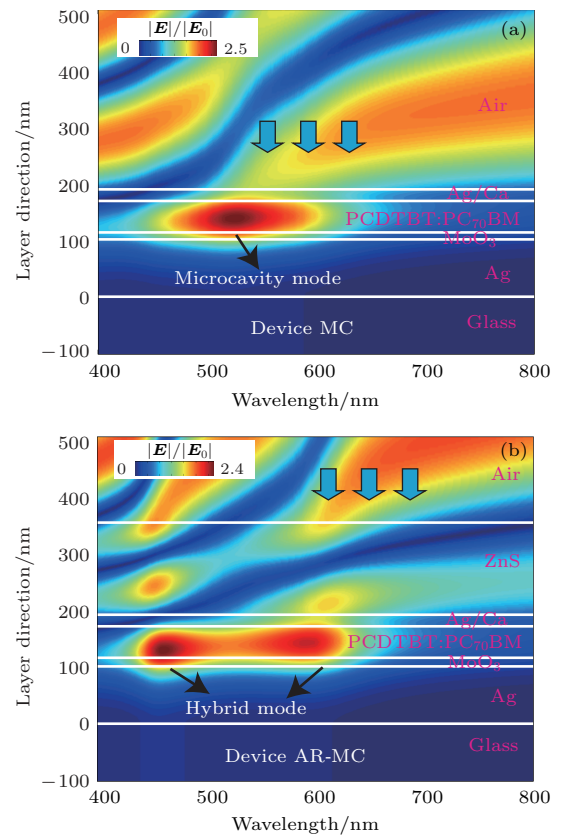 500
|E|/|E₀|
(a)
0 2.5
400
Air
300
200
Ag/Ca
PCDTBT:PC₇₀BM
100
MoO₃
Microcavity mode
Ag
0
Device MC
Glass
−100
400 500 600 700 800
Wavelength/nm
Layer direction/nm
500
|E|/|E₀|
(b)
0 2.4
Air
400
ZnS
300
200
Ag/Ca
PCDTBT:PC₇₀BM
100
MoO₃
Hybrid mode
Ag
0
Device AR-MC
Glass
−100
400 500 600 700 800
Wavelength/nm
Layer direction/nm